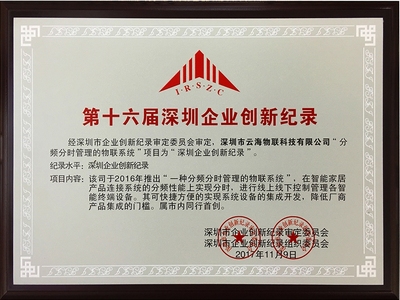 I·R·S·Z·C
第十六届深圳企业创新纪录
经深圳市企业创新纪录审定委员会审定，深圳市云海物联科技有限公司“分
频分时管理的物联系统”项目为“深圳企业创新纪录”。
纪录水平：深圳企业创新纪录
项目内容：该司于2016年推出“一种分频分时管理的物联系统”，在智能家居
产品连接系统的分频性能上实现分时，进行线上线下控制管理各智
能终端设备。其可快捷方便的实现系统设备的集成开发，降低厂商
产品集成的门槛。属市内同行首创。
深圳市企业创新纪录审定委员会
深圳市企业创新纪录组织委员会
2017年11月9日